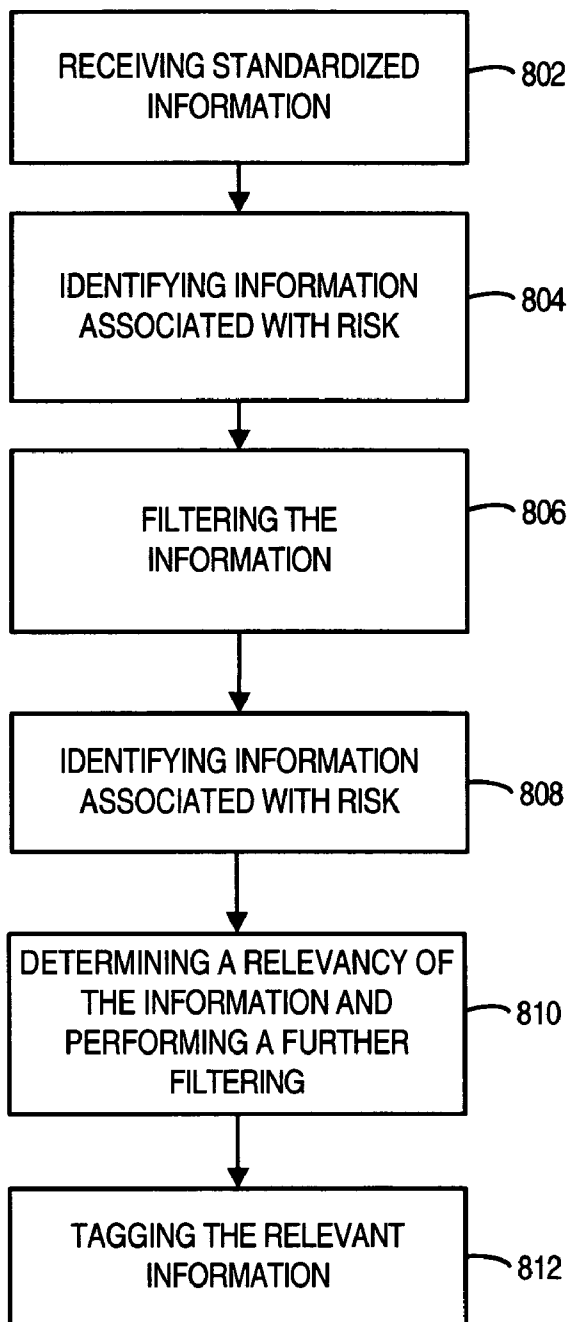 RECEIVING STANDARDIZED
INFORMATION
802
IDENTIFYING INFORMATION
ASSOCIATED WITH RISK
804
FILTERING THE
INFORMATION
806
IDENTIFYING INFORMATION
ASSOCIATED WITH RISK
808
DETERMINING A RELEVANCY OF
THE INFORMATION AND
PERFORMING A FURTHER
FILTERING
810
TAGGING THE RELEVANT
INFORMATION
812